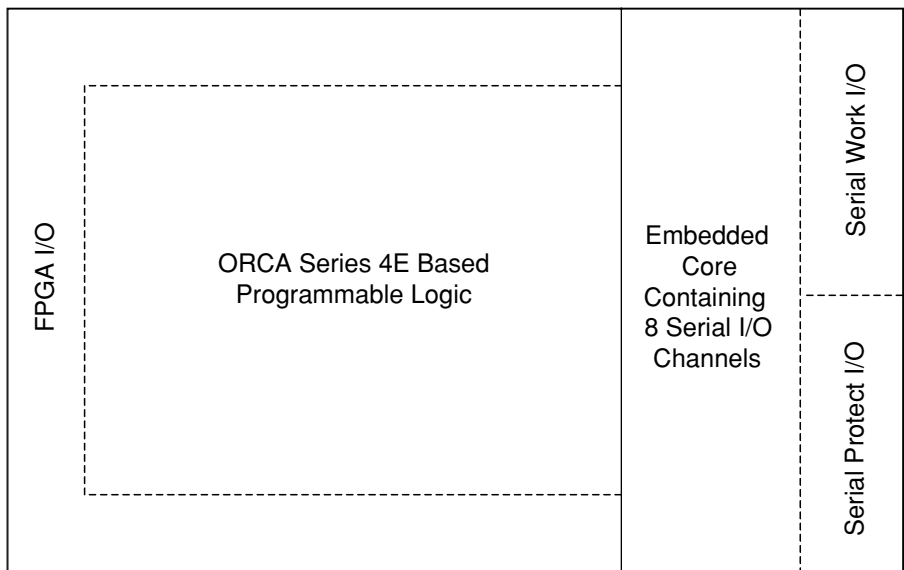 FPGA I/O
ORCA Series 4E Based
Programmable Logic
Embedded
Core
Containing
8 Serial I/O
Channels
Serial Work I/O
Serial Protect I/O